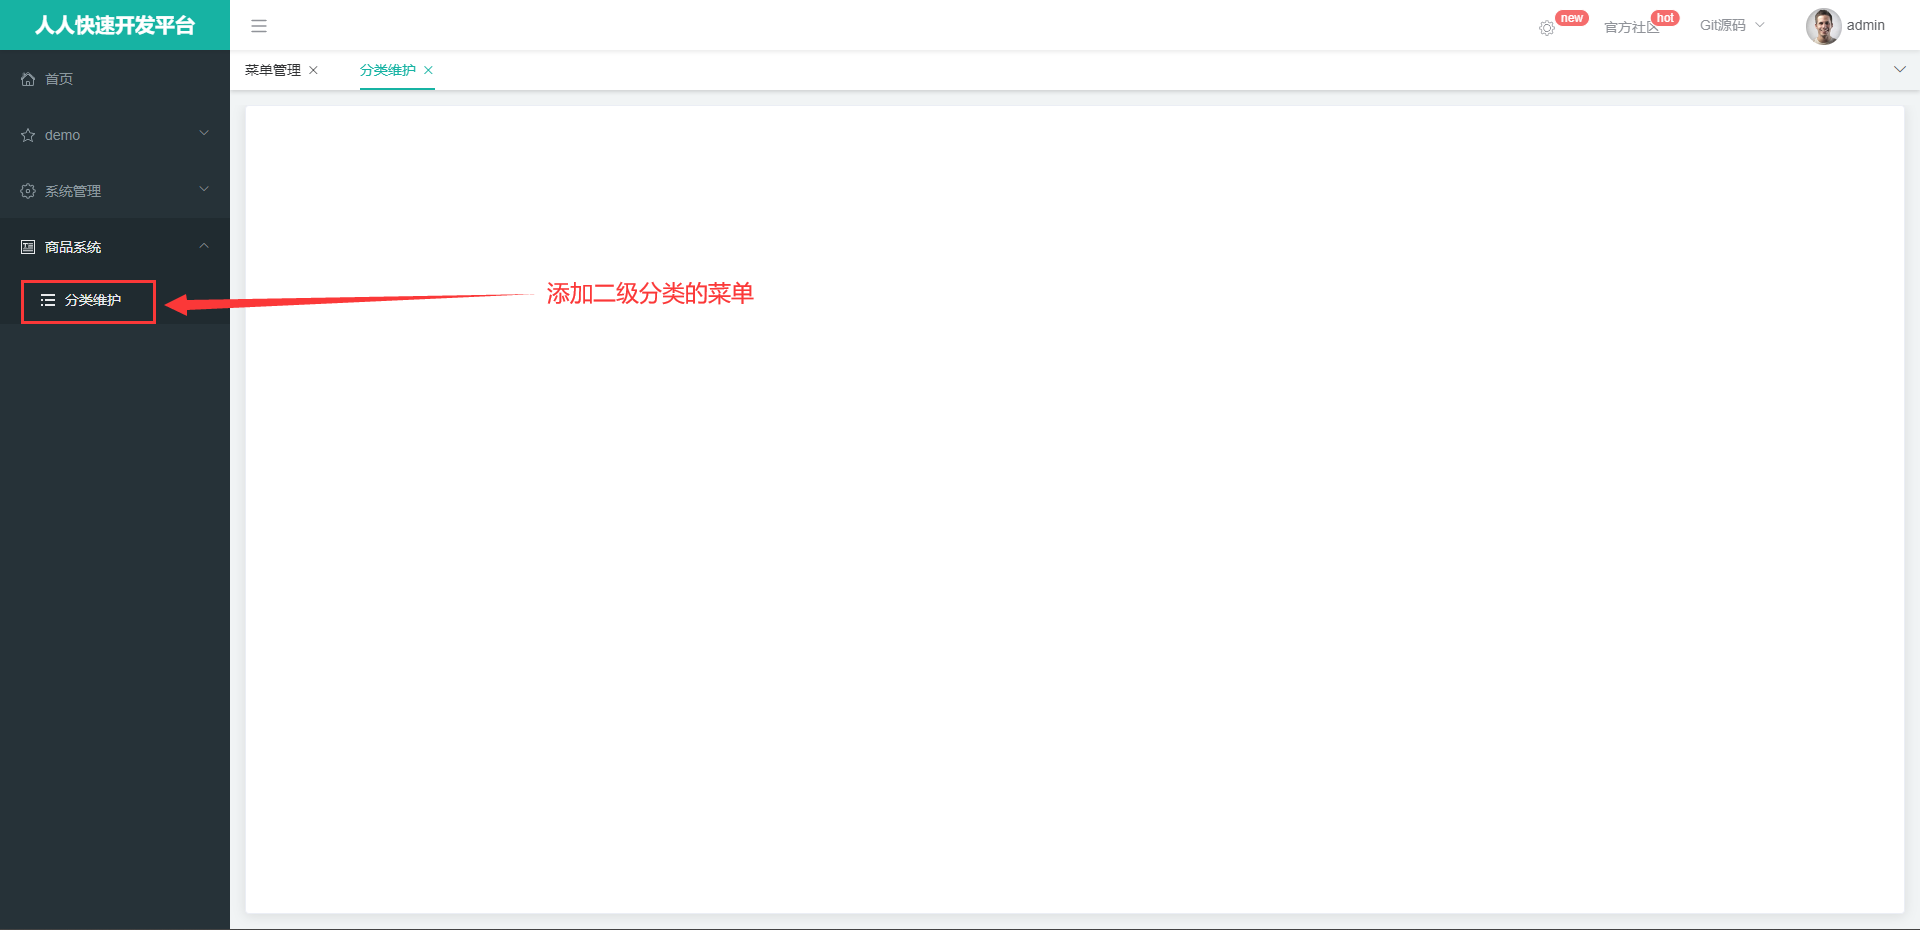 人人快速开发平台
new
官方社区
hot
Git源码
admin
菜单管理
分类维护
首页
demo
系统管理
商品系统
分类维护
添加二级分类的菜单